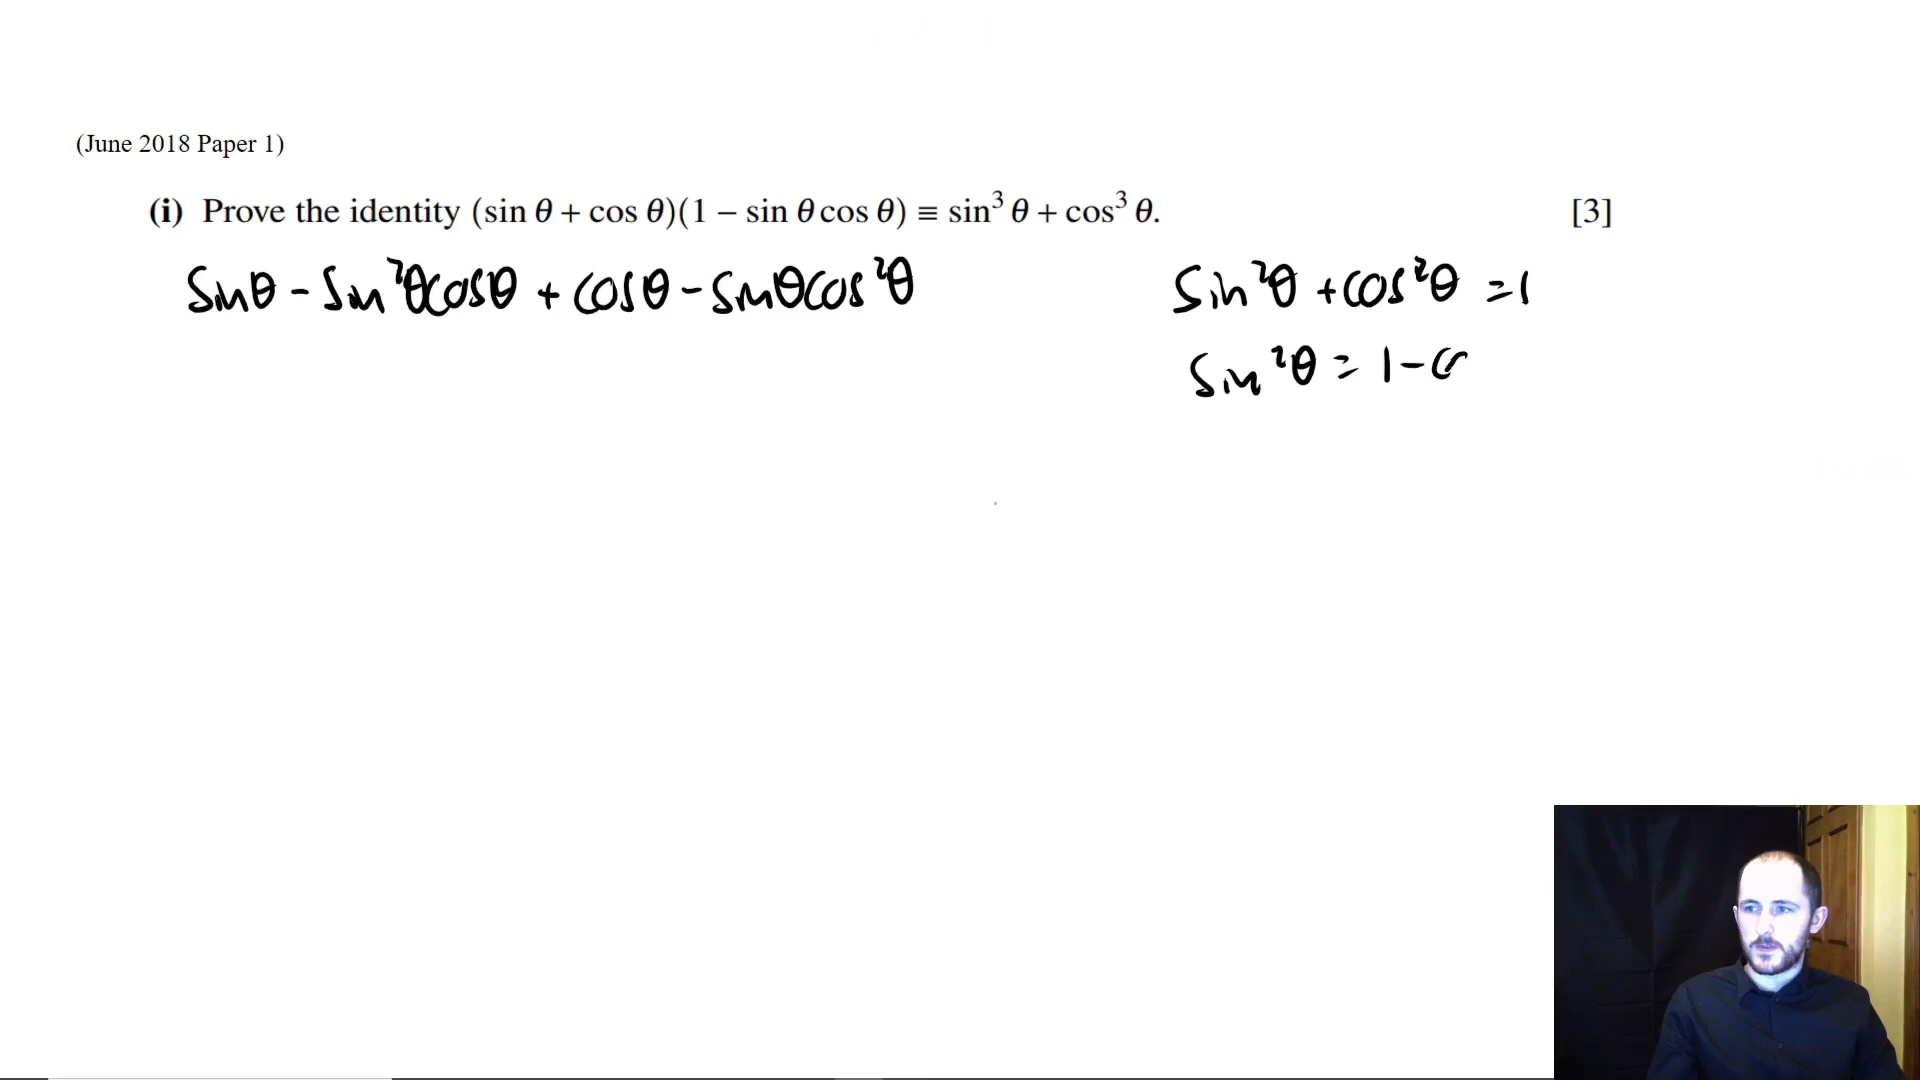 (June 2018 Paper 1)
(i) Prove the identity (sin θ + cos θ)(1 − sin θ cos θ) ≡ sin³ θ + cos³ θ. [3]
Sinθ − Sin²θcosθ + cosθ − sinθcos²θ
Sin²θ + cos²θ = 1
Sin²θ = 1 − c